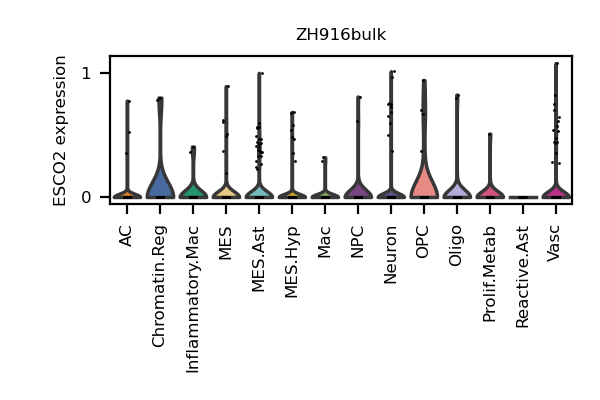 ZH916bulk
ESCO2 expression
1
0
AC
Chromatin.Reg
Inflammatory.Mac
MES
MES.Ast
MES.Hyp
Mac
NPC
Neuron
OPC
Oligo
Prolif.Metab
Reactive.Ast
Vasc